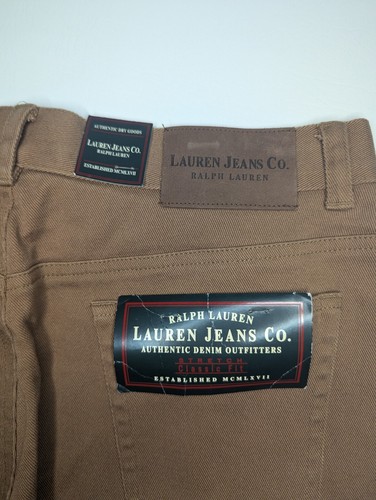 AUTHENTIC DRY GOODS
LAUREN JEANS CO.
RALPH LAUREN
ESTABLISHED MCMLXVII
LAUREN JEANS CO.
RALPH LAUREN
RALPH LAUREN
LAUREN JEANS CO.
AUTHENTIC DENIM OUTFITTERS
STRETCH
Classic Fit
ESTABLISHED MCMLXVII